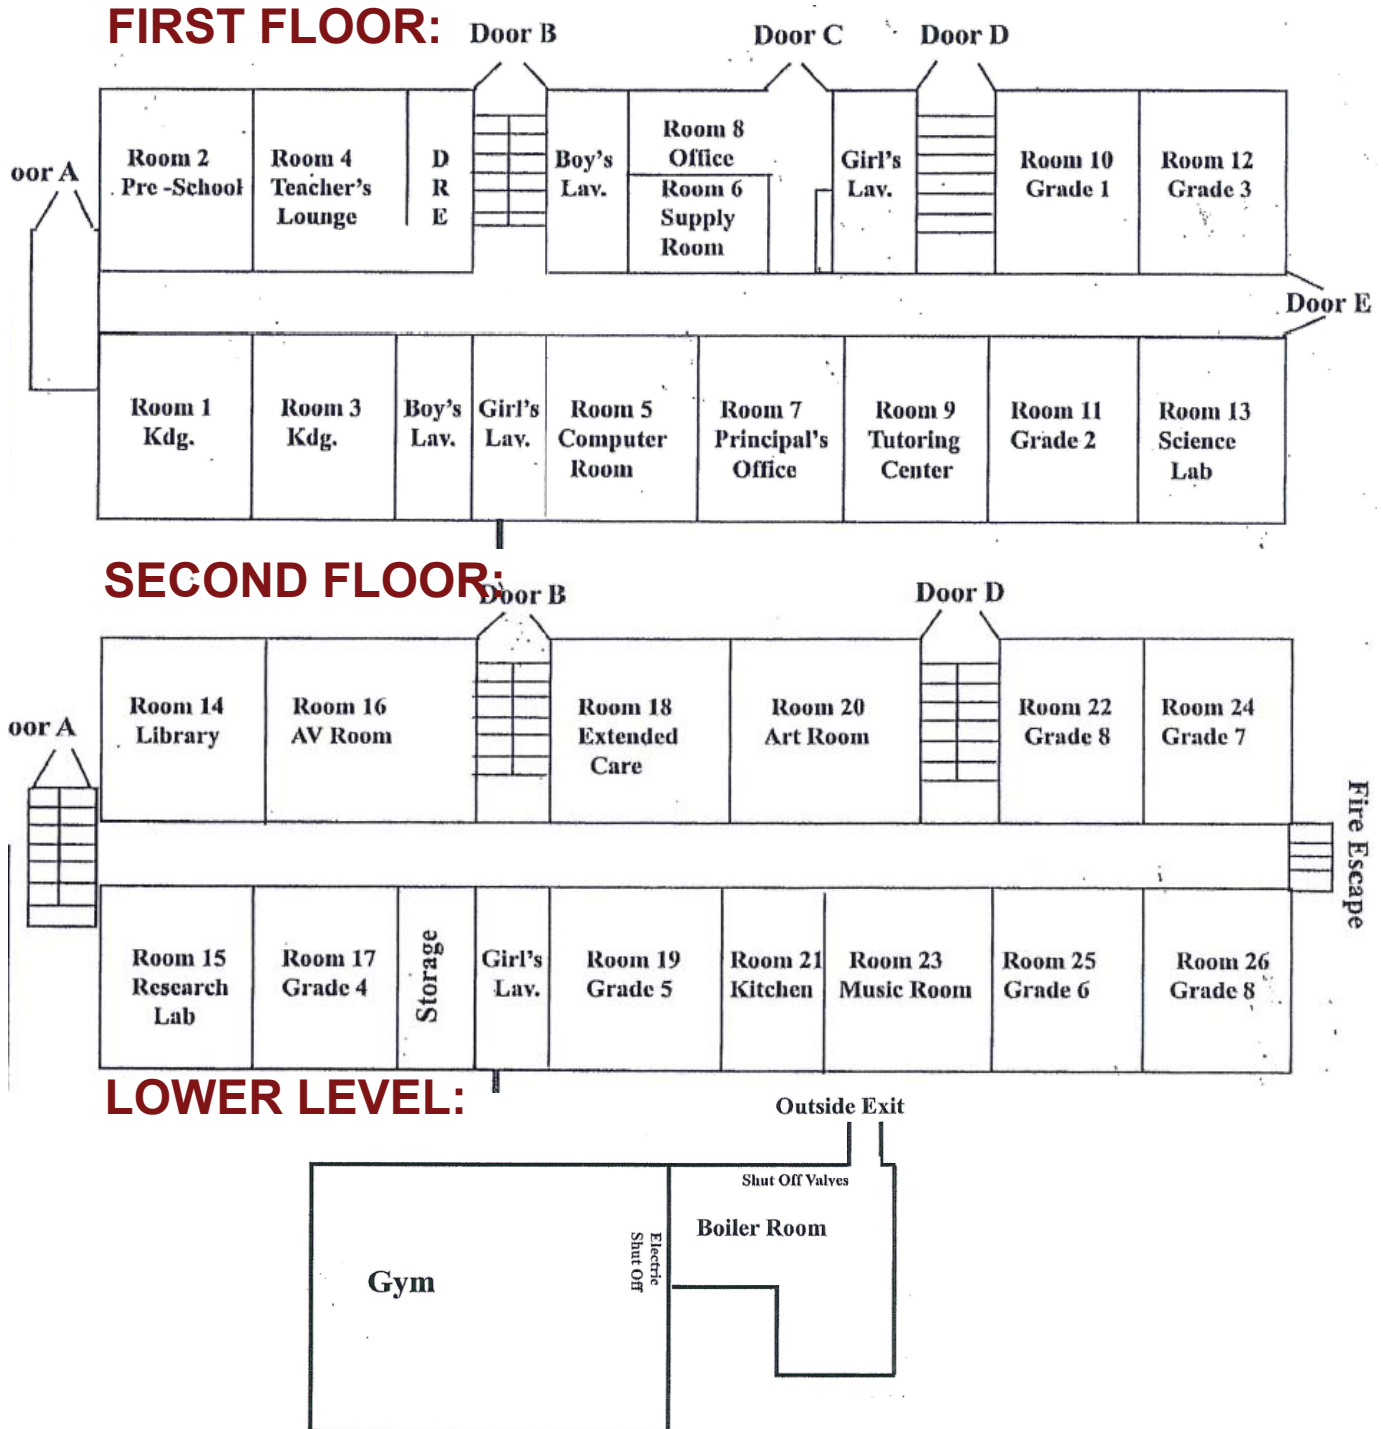 FIRST FLOOR:
Door B
Door C
Door D
oor A
Room 2
Pre -School
Room 4
Teacher's
Lounge
D
R
E
Boy's
Lav.
Room 8
Office
Room 6
Supply
Room
Girl's
Lav.
Room 10
Grade 1
Room 12
Grade 3
Door E
Room 1
Kdg.
Room 3
Kdg.
Boy's
Lav.
Girl's
Lav.
Room 5
Computer
Room
Room 7
Principal's
Office
Room 9
Tutoring
Center
Room 11
Grade 2
Room 13
Science
Lab
SECOND FLOOR:
Door B
Door D
oor A
Room 14
Library
Room 16
AV Room
Room 18
Extended
Care
Room 20
Art Room
Room 22
Grade 8
Room 24
Grade 7
Fire Escape
Room 15
Research
Lab
Room 17
Grade 4
Storage
Girl's
Lav.
Room 19
Grade 5
Room 21
Kitchen
Room 23
Music Room
Room 25
Grade 6
Room 26
Grade 8
LOWER LEVEL:
Outside Exit
Shut Off Valves
Boiler Room
Electric
Shut Off
Gym